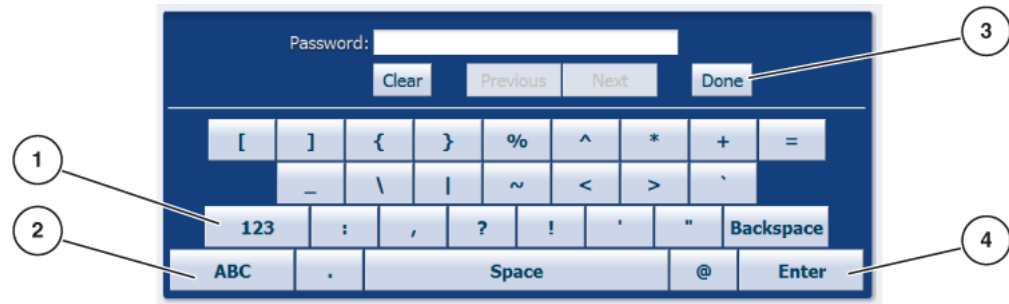 Password:
Clear Previous Next Done
3
[ ] { } % ^ * + =
1
_ \ | ~ < > `
123 : , ? ! ' " Backspace
2
4
ABC . Space @ Enter